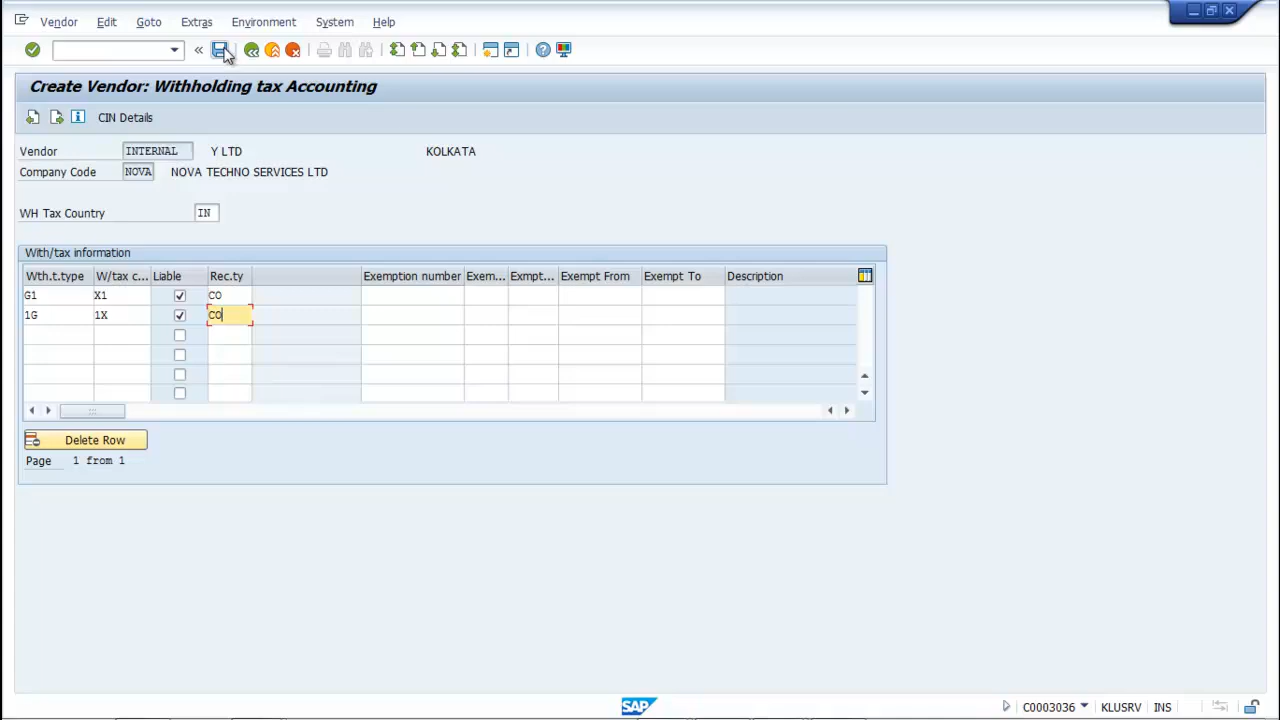 Vendor Edit Goto Extras Environment System Help
Create Vendor: Withholding tax Accounting
CIN Details
Vendor INTERNAL Y LTD KOLKATA
Company Code NOVA NOVA TECHNO SERVICES LTD
WH Tax Country IN
With/tax information
Wth.t.type W/tax c... Liable Rec.ty Exemption number Exem... Exmpt... Exempt From Exempt To Description
G1 X1 CO
1G 1X CO
Delete Row
Page 1 from 1
SAP C0003036 KLUSRV INS